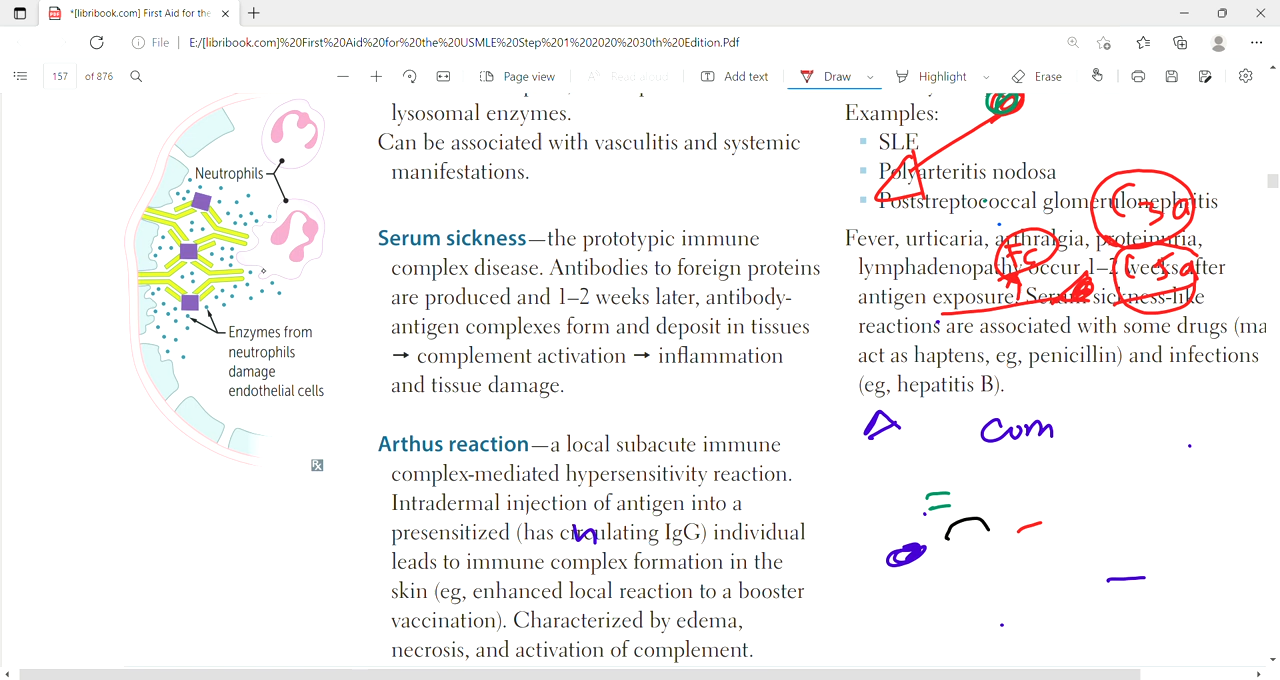 *[libribook.com] First Aid for the
File
E:/[libribook.com]%20First%20Aid%20for%20the%20USMLE%20Step%201%202020%2030th%20Edition.Pdf
157 of 876
Page view
Read aloud
Add text
Draw
Highlight
Erase
Neutrophils
Enzymes from
neutrophils
damage
endothelial cells
lysosomal enzymes.
Can be associated with vasculitis and systemic
manifestations.
Serum sickness—the prototypic immune
complex disease. Antibodies to foreign proteins
are produced and 1–2 weeks later, antibody-
antigen complexes form and deposit in tissues
→ complement activation → inflammation
and tissue damage.
Arthus reaction—a local subacute immune
complex-mediated hypersensitivity reaction.
Intradermal injection of antigen into a
presensitized (has circulating IgG) individual
leads to immune complex formation in the
skin (eg, enhanced local reaction to a booster
vaccination). Characterized by edema,
necrosis, and activation of complement.
Examples:
SLE
Polyarteritis nodosa
Poststreptococcal glomerulonephritis
Fever, urticaria, arthralgia, proteinuria,
lymphadenopathy occur 1–2 weeks after
antigen exposure. Serum sickness-like
reactions are associated with some drugs (ma
act as haptens, eg, penicillin) and infections
(eg, hepatitis B).
C3a
Fc
C5a
Com